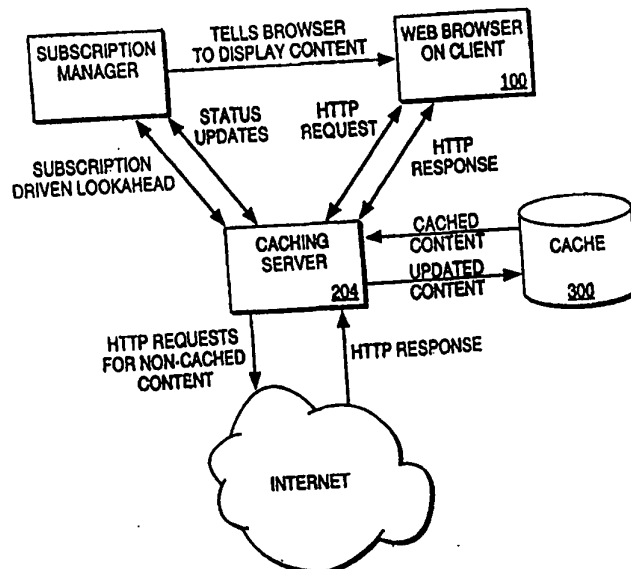 SUBSCRIPTION
MANAGER
TELLS BROWSER
TO DISPLAY CONTENT
WEB BROWSER
ON CLIENT
100
STATUS
UPDATES
HTTP
REQUEST
SUBSCRIPTION
DRIVEN LOOKAHEAD
HTTP
RESPONSE
CACHING
SERVER
204
CACHED
CONTENT
UPDATED
CONTENT
CACHE
300
HTTP REQUESTS
FOR NON-CACHED
CONTENT
HTTP RESPONSE
INTERNET